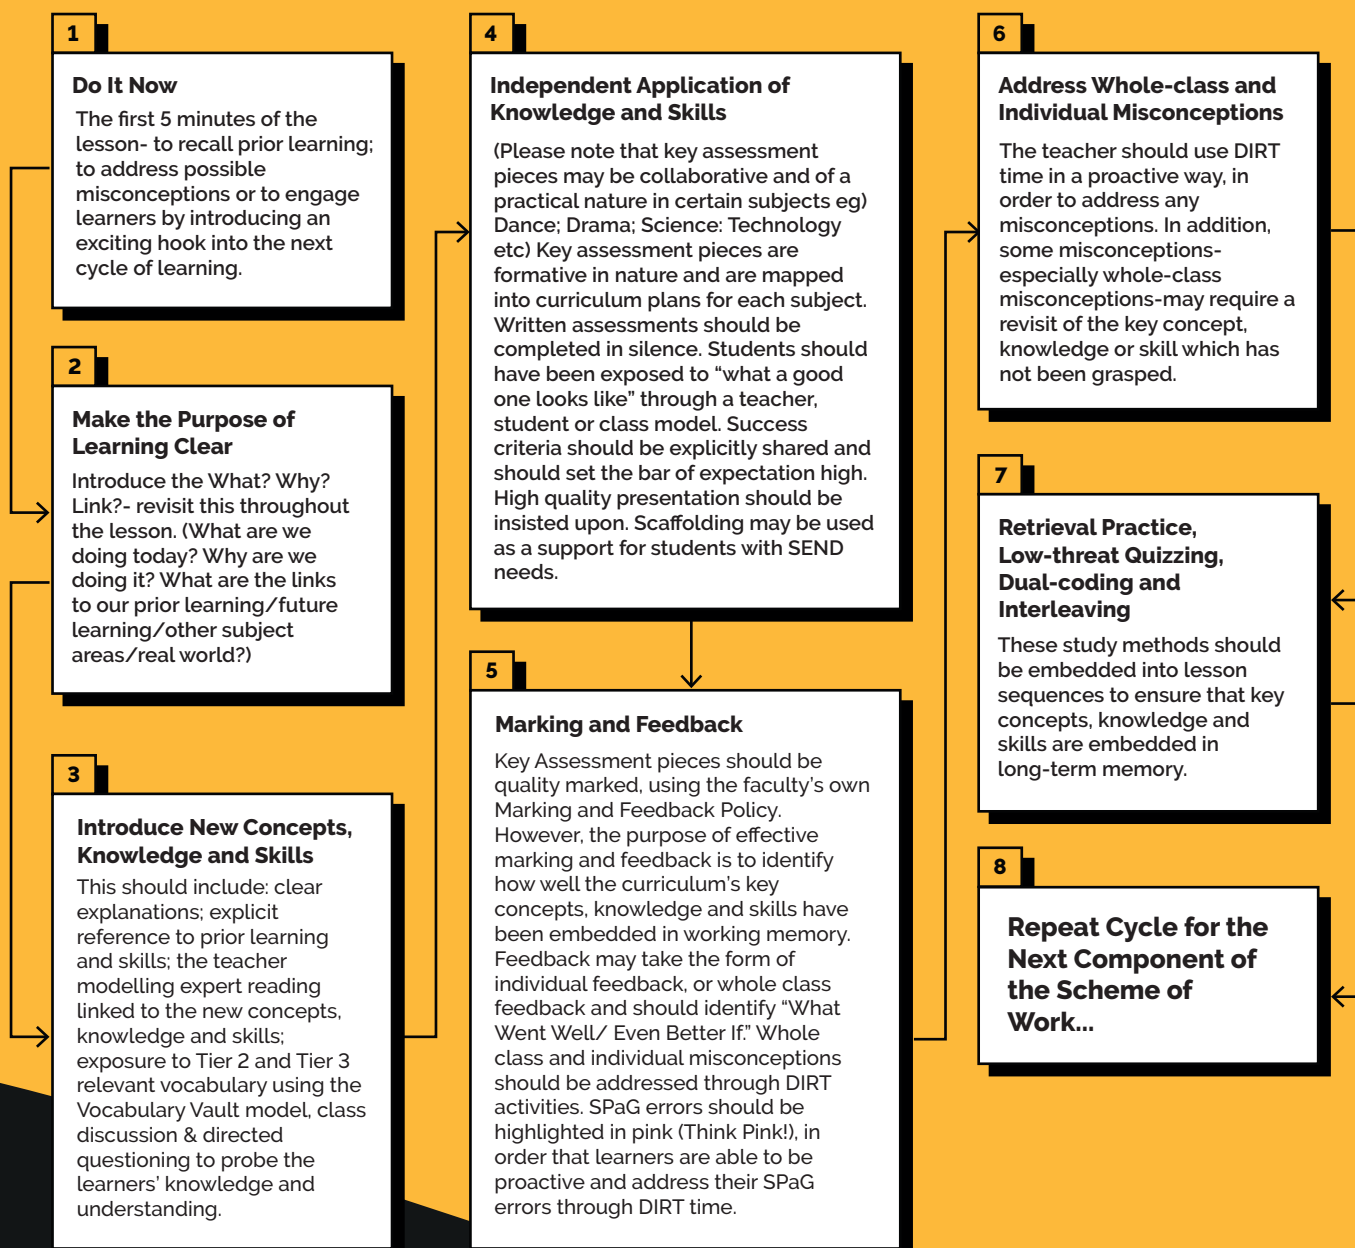 1
Do It Now
The first 5 minutes of the
lesson- to recall prior learning;
to address possible
misconceptions or to engage
learners by introducing an
exciting hook into the next
cycle of learning.
2
Make the Purpose of
Learning Clear
Introduce the What? Why?
Link?- revisit this throughout
the lesson. (What are we
doing today? Why are we
doing it? What are the links
to our prior learning/future
learning/other subject
areas/real world?)
3
Introduce New Concepts,
Knowledge and Skills
This should include: clear
explanations; explicit
reference to prior learning
and skills; the teacher
modelling expert reading
linked to the new concepts,
knowledge and skills;
exposure to Tier 2 and Tier 3
relevant vocabulary using the
Vocabulary Vault model, class
discussion & directed
questioning to probe the
learners' knowledge and
understanding.
4
Independent Application of
Knowledge and Skills
(Please note that key assessment
pieces may be collaborative and of a
practical nature in certain subjects eg)
Dance; Drama; Science: Technology
etc) Key assessment pieces are
formative in nature and are mapped
into curriculum plans for each subject.
Written assessments should be
completed in silence. Students should
have been exposed to “what a good
one looks like” through a teacher,
student or class model. Success
criteria should be explicitly shared and
should set the bar of expectation high.
High quality presentation should be
insisted upon. Scaffolding may be used
as a support for students with SEND
needs.
5
Marking and Feedback
Key Assessment pieces should be
quality marked, using the faculty's own
Marking and Feedback Policy.
However, the purpose of effective
marking and feedback is to identify
how well the curriculum's key
concepts, knowledge and skills have
been embedded in working memory.
Feedback may take the form of
individual feedback, or whole class
feedback and should identify “What
Went Well/ Even Better If.” Whole
class and individual misconceptions
should be addressed through DIRT
activities. SPaG errors should be
highlighted in pink (Think Pink!), in
order that learners are able to be
proactive and address their SPaG
errors through DIRT time.
6
Address Whole-class and
Individual Misconceptions
The teacher should use DIRT
time in a proactive way, in
order to address any
misconceptions. In addition,
some misconceptions-
especially whole-class
misconceptions-may require a
revisit of the key concept,
knowledge or skill which has
not been grasped.
7
Retrieval Practice,
Low-threat Quizzing,
Dual-coding and
Interleaving
These study methods should
be embedded into lesson
sequences to ensure that key
concepts, knowledge and
skills are embedded in
long-term memory.
8
Repeat Cycle for the
Next Component of
the Scheme of
Work...